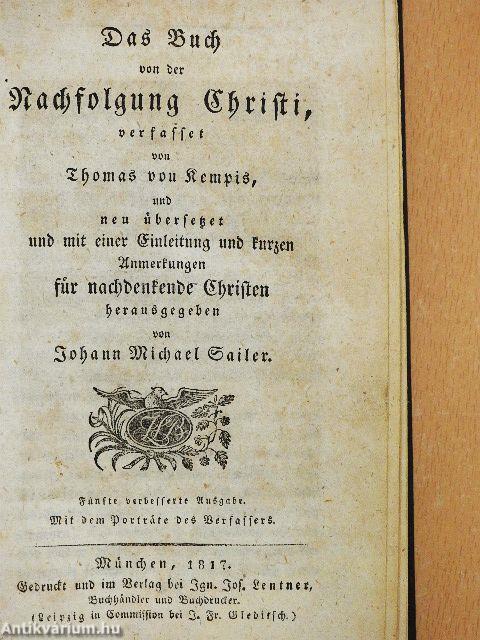 Das Buch
von der
Nachfolgung Christi,
verfasset
von
Thomas von Kempis,
und
neu übersetzet
und mit einer Einleitung und kurzen
Anmerkungen
für nachdenkende Christen
herausgegeben
von
Johann Michael Sailer.
Fünfte verbesserte Ausgabe.
Mit dem Porträte des Verfassers.
München, 1817.
Gedruckt und im Verlag bei Ign. Jos. Lentner,
Buchhändler und Buchdrucker.
(Leipzig in Commission bei J. Fr. Gleditsch.)
Antikvarium.hu